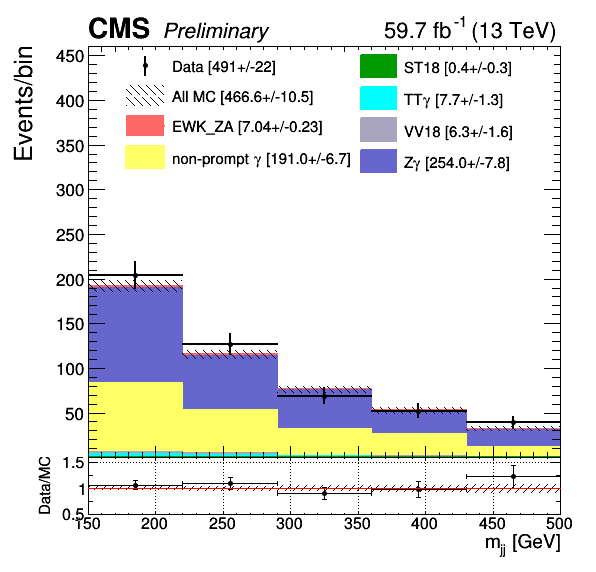 CMS Preliminary 59.7 fb⁻¹ (13 TeV)
Events/bin
Data [491+/-22]
All MC [466.6+/-10.5]
EWK_ZA [7.04+/-0.23]
non-prompt γ [191.0+/-6.7]
ST18 [0.4+/-0.3]
TTγ [7.7+/-1.3]
VV18 [6.3+/-1.6]
Zγ [254.0+/-7.8]
450
400
350
300
250
200
150
100
50
Data/MC
1.5
1
0.5
150 200 250 300 350 400 450 500
m_jj [GeV]